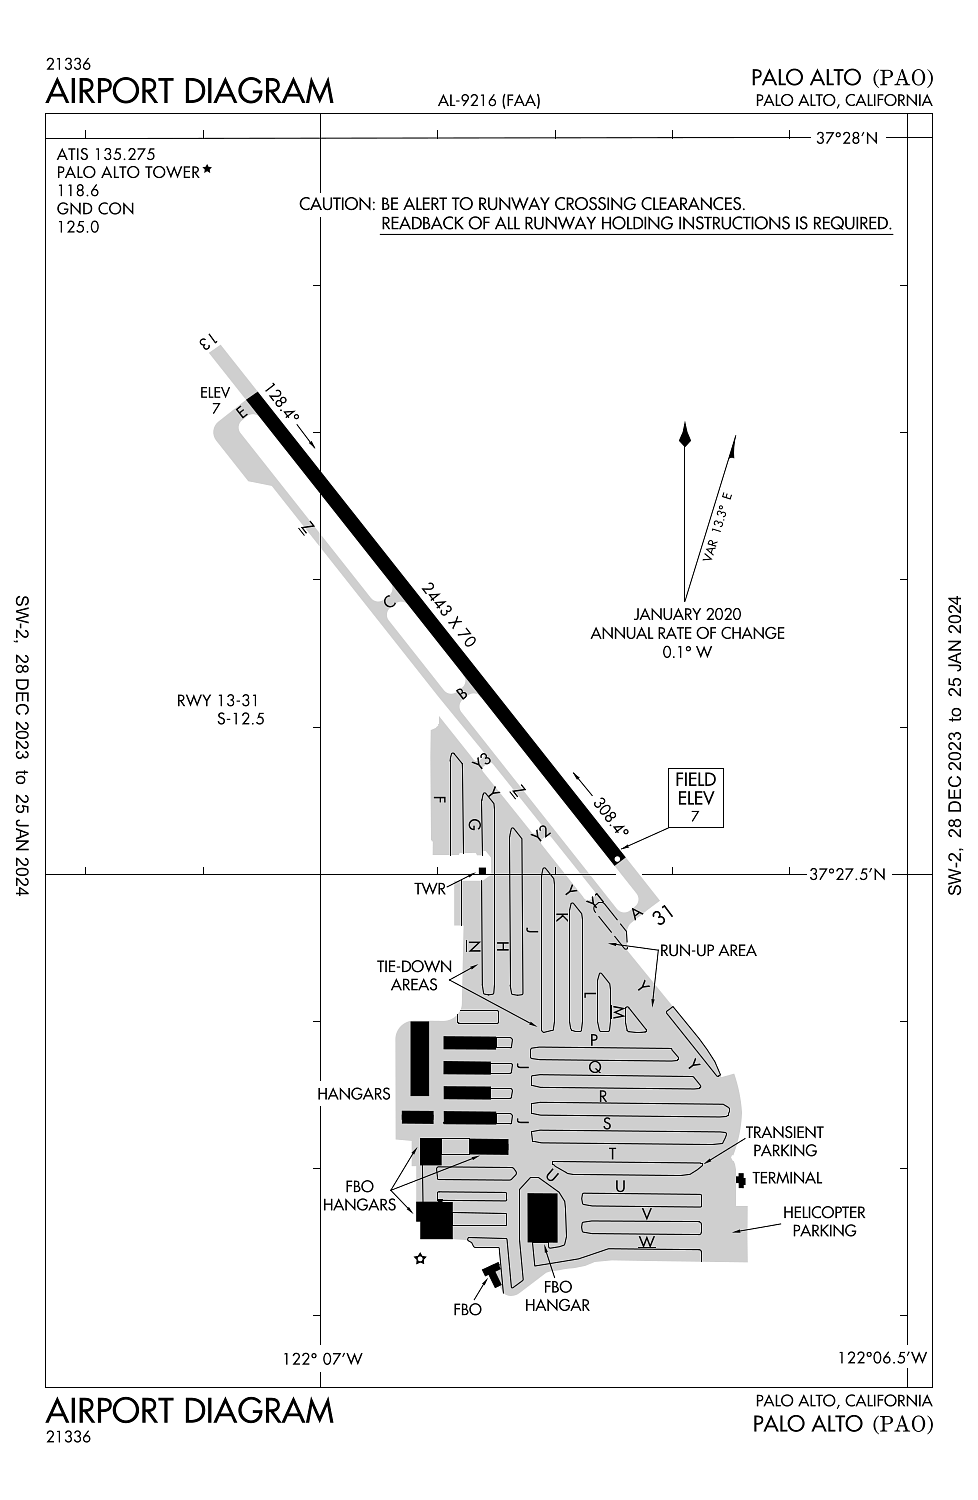 21336
AIRPORT DIAGRAM
AL-9216 (FAA)
PALO ALTO (PAO)
PALO ALTO, CALIFORNIA
37°28'N
ATIS 135.275
PALO ALTO TOWER★
118.6
GND CON
125.0
CAUTION: BE ALERT TO RUNWAY CROSSING CLEARANCES.
READBACK OF ALL RUNWAY HOLDING INSTRUCTIONS IS REQUIRED.
13
ELEV
7
E
128.4°
VAR 13.3° E
Z
C
2443 X 70
JANUARY 2020
ANNUAL RATE OF CHANGE
0.1° W
SW-2, 28 DEC 2023 to 25 JAN 2024
SW-2, 28 DEC 2023 to 25 JAN 2024
RWY 13-31
S-12.5
B
Y3
Z
Y
F
G
Y2
308.4°
FIELD
ELEV
7
TWR
37°27.5'N
Y
Y1
A
31
K
J
N
H
RUN-UP AREA
TIE-DOWN
AREAS
Y
L
M
P
J
Q
Y
HANGARS
R
J
S
TRANSIENT
PARKING
T
U
U
TERMINAL
FBO
HANGARS
V
HELICOPTER
PARKING
W
FBO
HANGAR
FBO
122° 07'W
122°06.5'W
AIRPORT DIAGRAM
21336
PALO ALTO, CALIFORNIA
PALO ALTO (PAO)